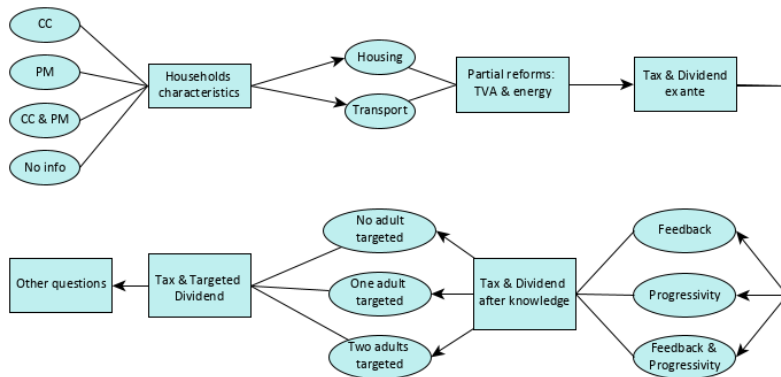 CC
PM
CC & PM
No info
Households
characteristics
Housing
Transport
Partial reforms:
TVA & energy
Tax & Dividend
ex ante
Feedback
Progressivity
Feedback &
Progressivity
Tax & Dividend
after knowledge
No adult
targeted
One adult
targeted
Two adults
targeted
Tax & Targeted
Dividend
Other questions